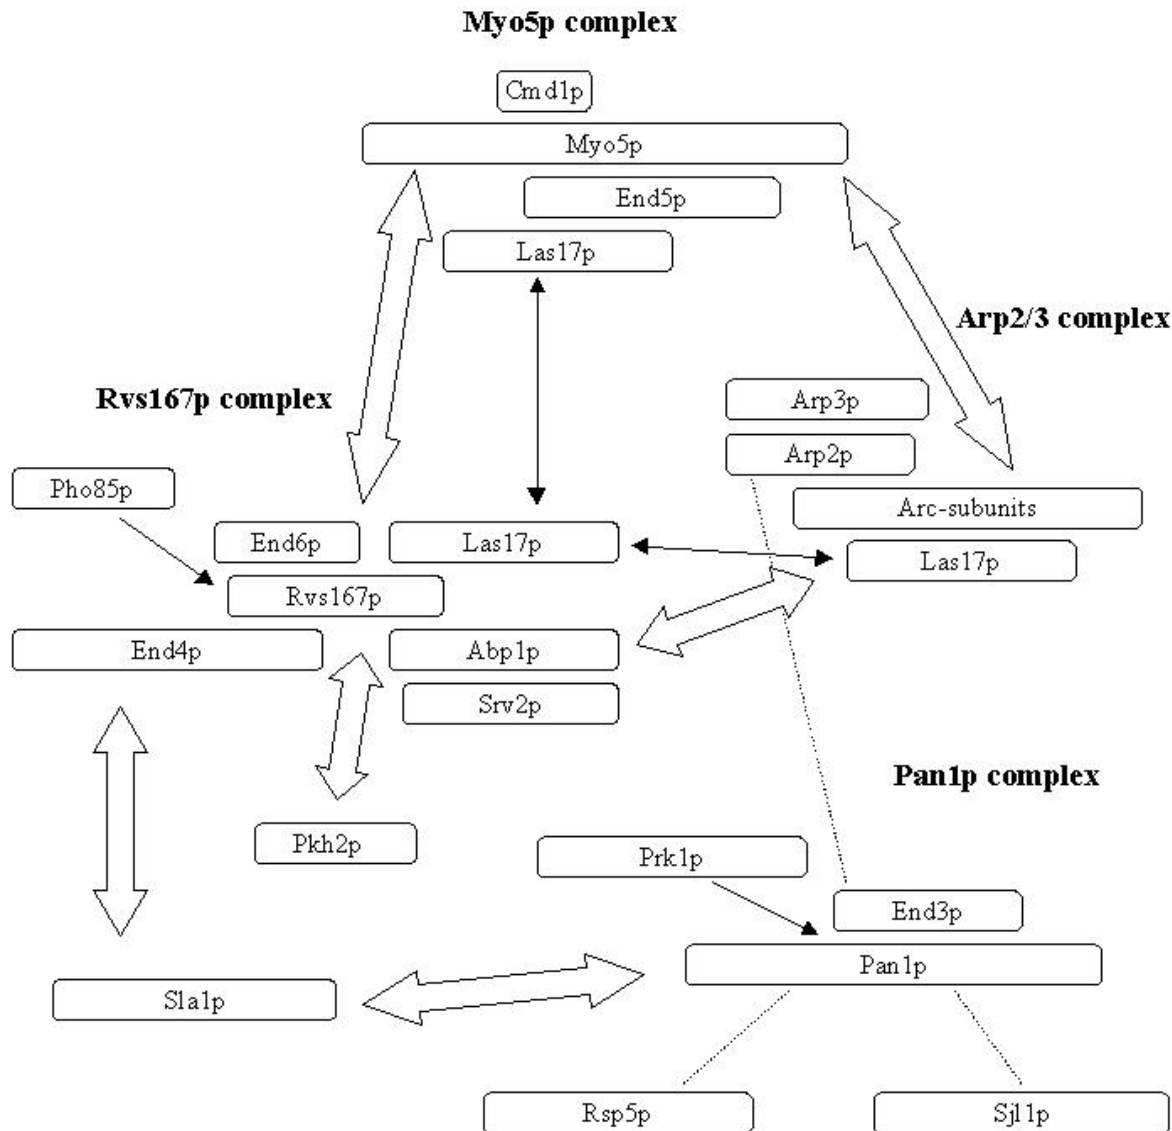 Myo5p complex
Cmd1p
Myo5p
End5p
Las17p
Arp2/3 complex
Rvs167p complex
Arp3p
Arp2p
Pho85p
Arc-subunits
End6p
Las17p
Las17p
Rvs167p
End4p
Abp1p
Srv2p
Pan1p complex
Pkh2p
Prk1p
End3p
Pan1p
Sla1p
Rsp5p
Sjl1p